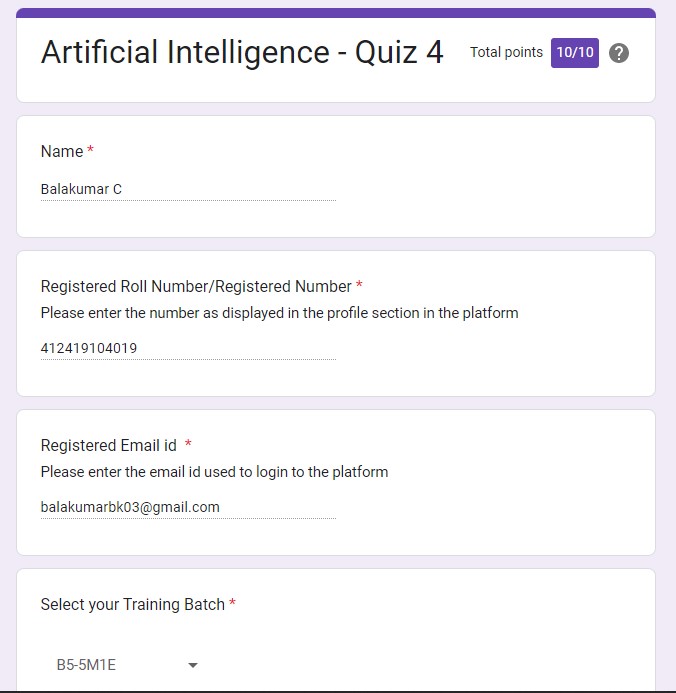 Artificial Intelligence - Quiz 4 Total points 10/10 ?
Name *
Balakumar C
Registered Roll Number/Registered Number *
Please enter the number as displayed in the profile section in the platform
412419104019
Registered Email id *
Please enter the email id used to login to the platform
balakumarbk03@gmail.com
Select your Training Batch *
B5-5M1E